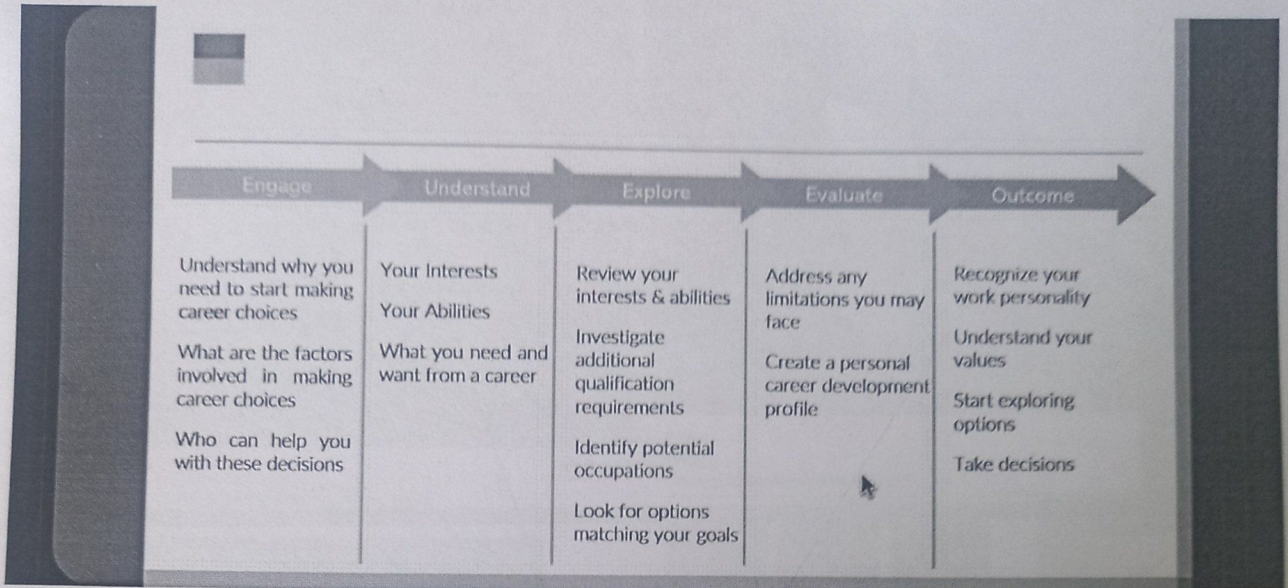 Engage
Understand
Explore
Evaluate
Outcome
Understand why you
need to start making
career choices
What are the factors
involved in making
career choices
Who can help you
with these decisions
Your Interests
Your Abilities
What you need and
want from a career
Review your
interests & abilities
Investigate
additional
qualification
requirements
Identify potential
occupations
Look for options
matching your goals
Address any
limitations you may
face
Create a personal
career development
profile
Recognize your
work personality
Understand your
values
Start exploring
options
Take decisions